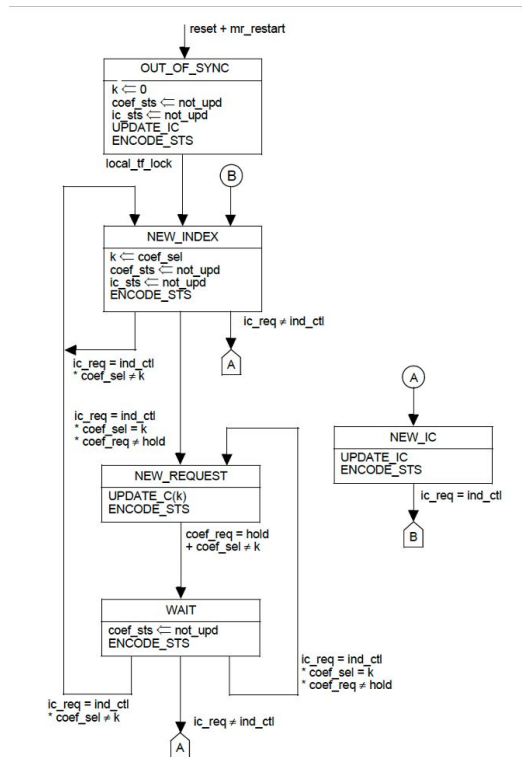 reset + mr_restart
OUT_OF_SYNC
k ⇐ 0
coef_sts ⇐ not_upd
ic_sts ⇐ not_upd
UPDATE_IC
ENCODE_STS
local_tf_lock
B
NEW_INDEX
k ⇐ coef_sel
coef_sts ⇐ not_upd
ic_sts ⇐ not_upd
ENCODE_STS
ic_req ≠ ind_ctl
A
ic_req = ind_ctl
* coef_sel ≠ k
ic_req = ind_ctl
* coef_sel = k
* coef_req ≠ hold
A
NEW_IC
UPDATE_IC
ENCODE_STS
ic_req = ind_ctl
B
NEW_REQUEST
UPDATE_C(k)
ENCODE_STS
coef_req = hold
+ coef_sel ≠ k
WAIT
coef_sts ⇐ not_upd
ENCODE_STS
ic_req = ind_ctl
* coef_sel = k
* coef_req ≠ hold
ic_req = ind_ctl
* coef_sel ≠ k
ic_req ≠ ind_ctl
A